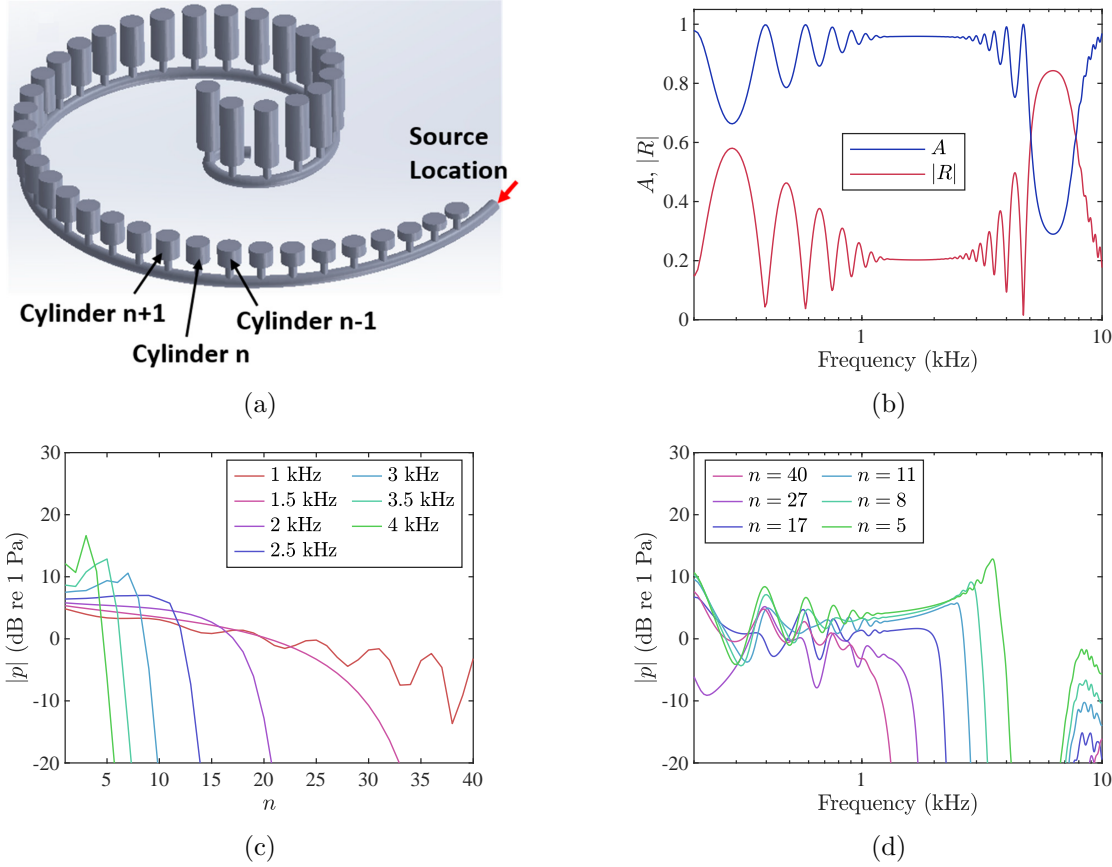 Source
Location
Cylinder n+1
Cylinder n-1
Cylinder n
(a)
1
0.8
0.6
0.4
0.2
0
A, |R|
A
|R|
1
10
Frequency (kHz)
(b)
30
20
10
0
-10
-20
|p| (dB re 1 Pa)
1 kHz
1.5 kHz
2 kHz
2.5 kHz
3 kHz
3.5 kHz
4 kHz
5
10
15
20
25
30
35
40
n
(c)
30
20
10
0
-10
-20
|p| (dB re 1 Pa)
n = 40
n = 27
n = 17
n = 11
n = 8
n = 5
1
10
Frequency (kHz)
(d)